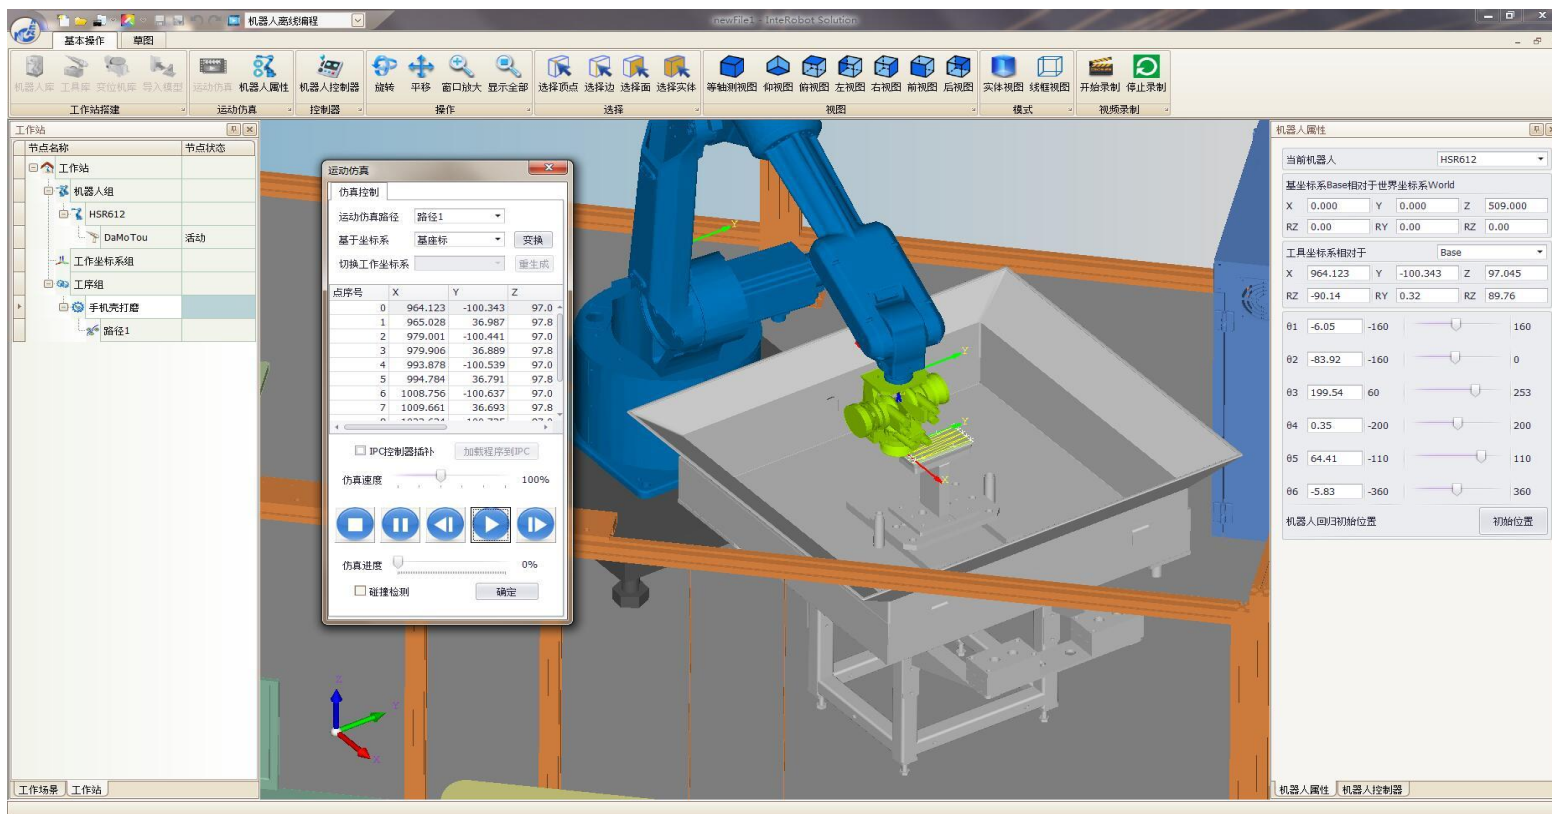 机器人离线编程
newFile1 - InteRobot Solution
基本操作 草图
机器人库 工具库 变位机库 导入模型 运动仿真 机器人属性 机器人控制器 旋转 平移 窗口放大 显示全部 选择顶点 选择边 选择面 选择实体 等轴测视图 仰视图 俯视图 左视图 右视图 前视图 后视图 实体视图 线框视图 开始录制 停止录制
工作站搭建 运动仿真 控制器 操作 选择 视图 模式 视频录制
工作站
节点名称 节点状态
工作站
机器人组
HSR612
DaMoTou 活动
工作坐标系组
工序组
手机壳打磨
路径1
工作场景 工作站
运动仿真
仿真控制
运动仿真路径 路径1
基于坐标系 基座标 变换
切换工作坐标系 重生成
点序号 X Y Z
0 964.123 -100.343 97.0
1 965.028 36.987 97.8
2 979.001 -100.441 97.0
3 979.906 36.889 97.8
4 993.878 -100.539 97.0
5 994.784 36.791 97.8
6 1008.756 -100.637 97.0
7 1009.661 36.693 97.8
IPC控制器插补 加载程序到IPC
仿真速度 100%
仿真进度 0%
碰撞检测 确定
Y
Y
Y
X
Z
Y
X
机器人属性
当前机器人 HSR612
基坐标系Base相对于世界坐标系World
X 0.000 Y 0.000 Z 509.000
RZ 0.00 RY 0.00 RZ 0.00
工具坐标系相对于 Base
X 964.123 Y -100.343 Z 97.045
RZ -90.14 RY 0.32 RZ 89.76
θ1 -6.05 -160 160
θ2 -83.92 -160 0
θ3 199.54 60 253
θ4 0.35 -200 200
θ5 64.41 -110 110
θ6 -5.83 -360 360
机器人回归初始位置 初始位置
机器人属性 机器人控制器